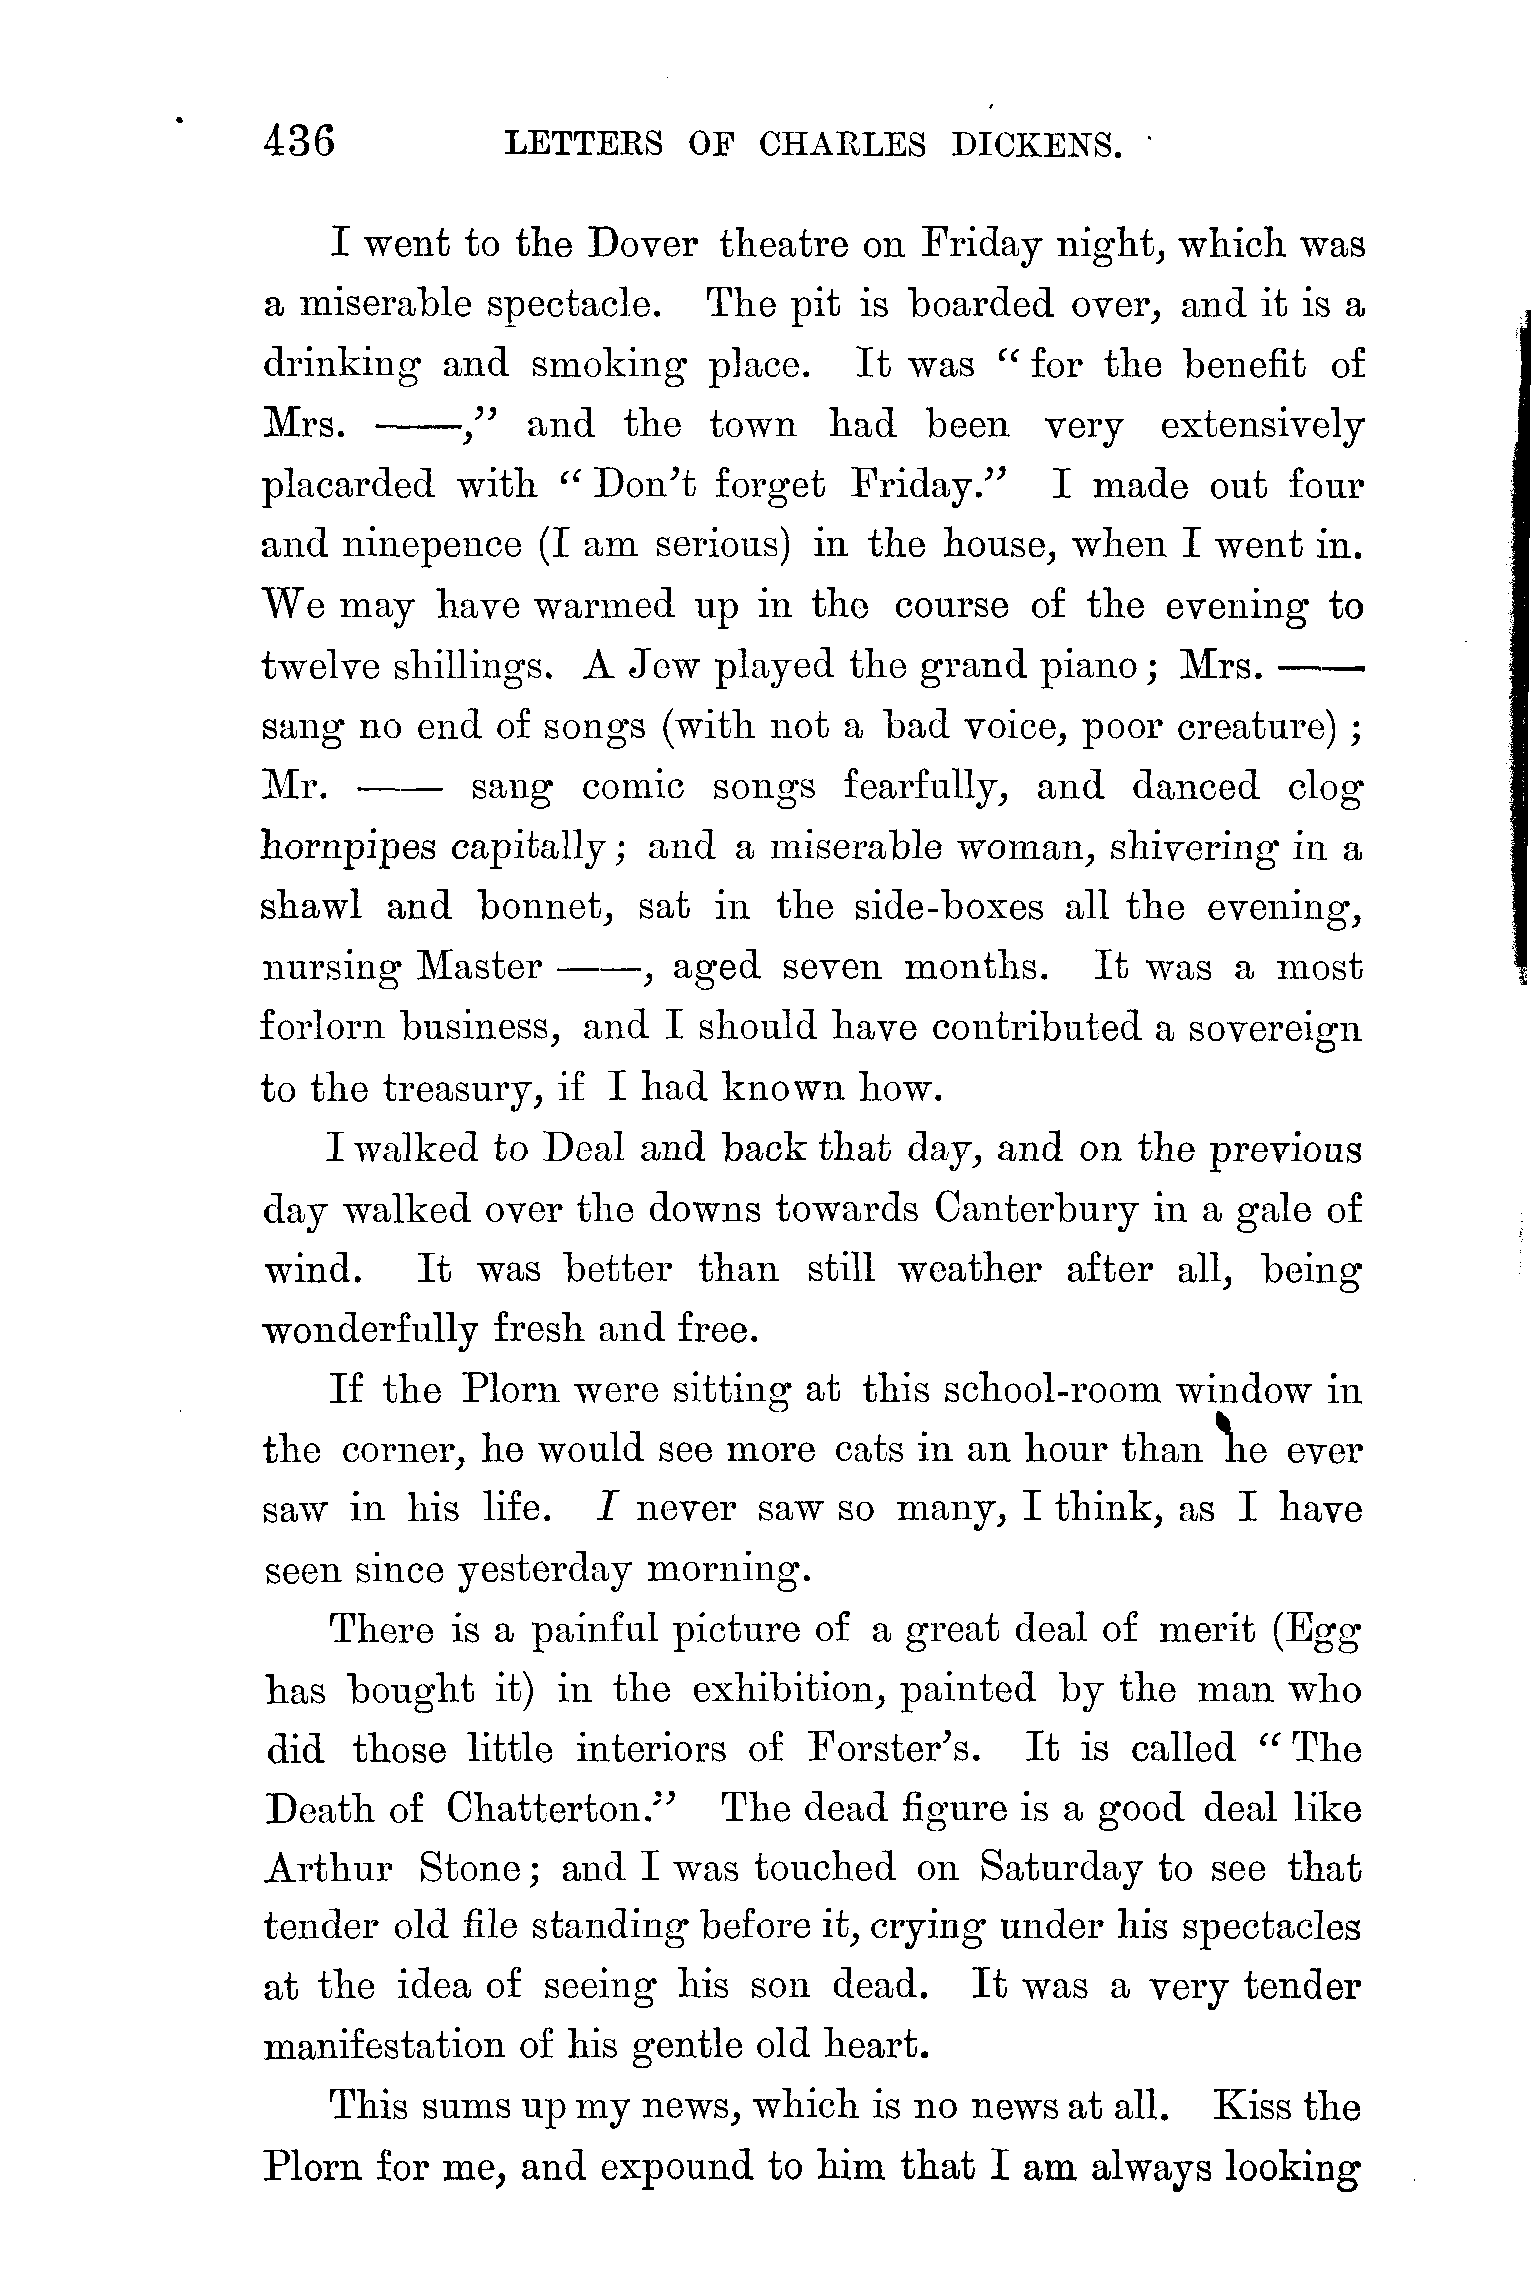 436 LETTERS OF CHARLES DICKENS.
I went to the Dover theatre on Friday night, which was
a miserable spectacle. The pit is boarded over, and it is a
drinking and smoking place. It was “ for the benefit of
Mrs. ——,” and the town had been very extensively
placarded with “ Don’t forget Friday.” I made out four
and ninepence (I am serious) in the house, when I went in.
We may have warmed up in the course of the evening to
twelve shillings. A Jew played the grand piano ; Mrs. ——
sang no end of songs (with not a bad voice, poor creature) ;
Mr. —— sang comic songs fearfully, and danced clog
hornpipes capitally ; and a miserable woman, shivering in a
shawl and bonnet, sat in the side-boxes all the evening,
nursing Master ——, aged seven months. It was a most
forlorn business, and I should have contributed a sovereign
to the treasury, if I had known how.
I walked to Deal and back that day, and on the previous
day walked over the downs towards Canterbury in a gale of
wind. It was better than still weather after all, being
wonderfully fresh and free.
If the Plorn were sitting at this school-room window in
the corner, he would see more cats in an hour than he ever
saw in his life. I never saw so many, I think, as I have
seen since yesterday morning.
There is a painful picture of a great deal of merit (Egg
has bought it) in the exhibition, painted by the man who
did those little interiors of Forster’s. It is called “ The
Death of Chatterton.” The dead figure is a good deal like
Arthur Stone ; and I was touched on Saturday to see that
tender old file standing before it, crying under his spectacles
at the idea of seeing his son dead. It was a very tender
manifestation of his gentle old heart.
This sums up my news, which is no news at all. Kiss the
Plorn for me, and expound to him that I am always looking